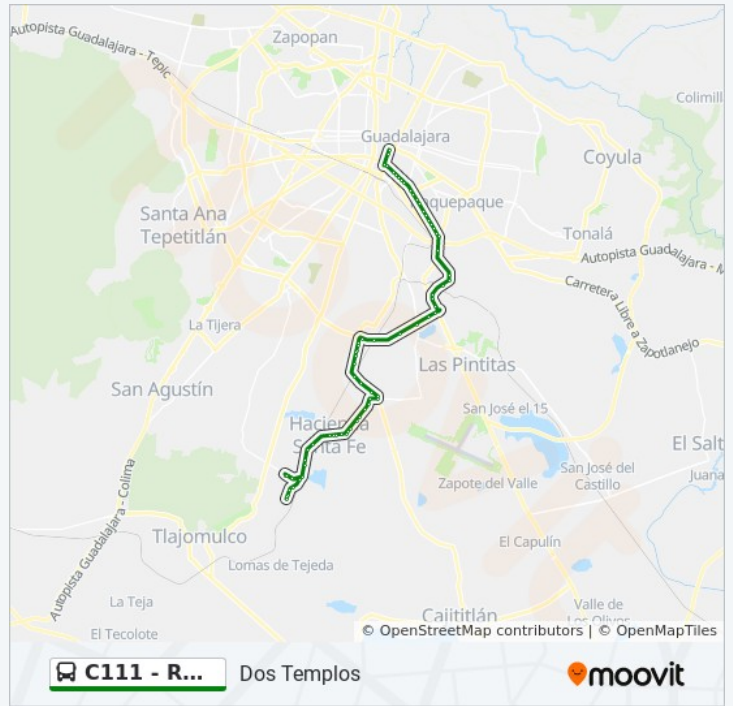 Autopista Guadalajara - Tepic
Zapopan
Colimill
Guadalajara
Coyula
aquepaque
Santa Ana
Tepetitlán
Tonalá
Autopista Guadalajara - M
Carretera Libre a Zapotlanejo
La Tijera
Las Pintitas
San Agustín
San José el 15
Hacienda
Santa Fe
El Salt
San José del
Castillo
Juana
Zapote del Valle
Autopista Guadalajara - Colima
Tlajomulco
El Capulín
Lomas de Tejeda
La Teja
Cajititlán
Valle de
Los Olivos
El Tecolote
© OpenStreetMap contributors | © OpenMapTiles
C111 - R...
Dos Templos
moovit